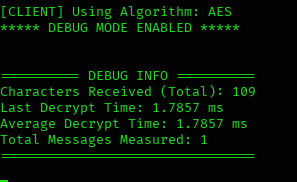 [CLIENT] Using Algorithm: AES
***** DEBUG MODE ENABLED *****
========== DEBUG INFO ==========
Characters Received (Total): 109
Last Decrypt Time: 1.7857 ms
Average Decrypt Time: 1.7857 ms
Total Messages Measured: 1
================================